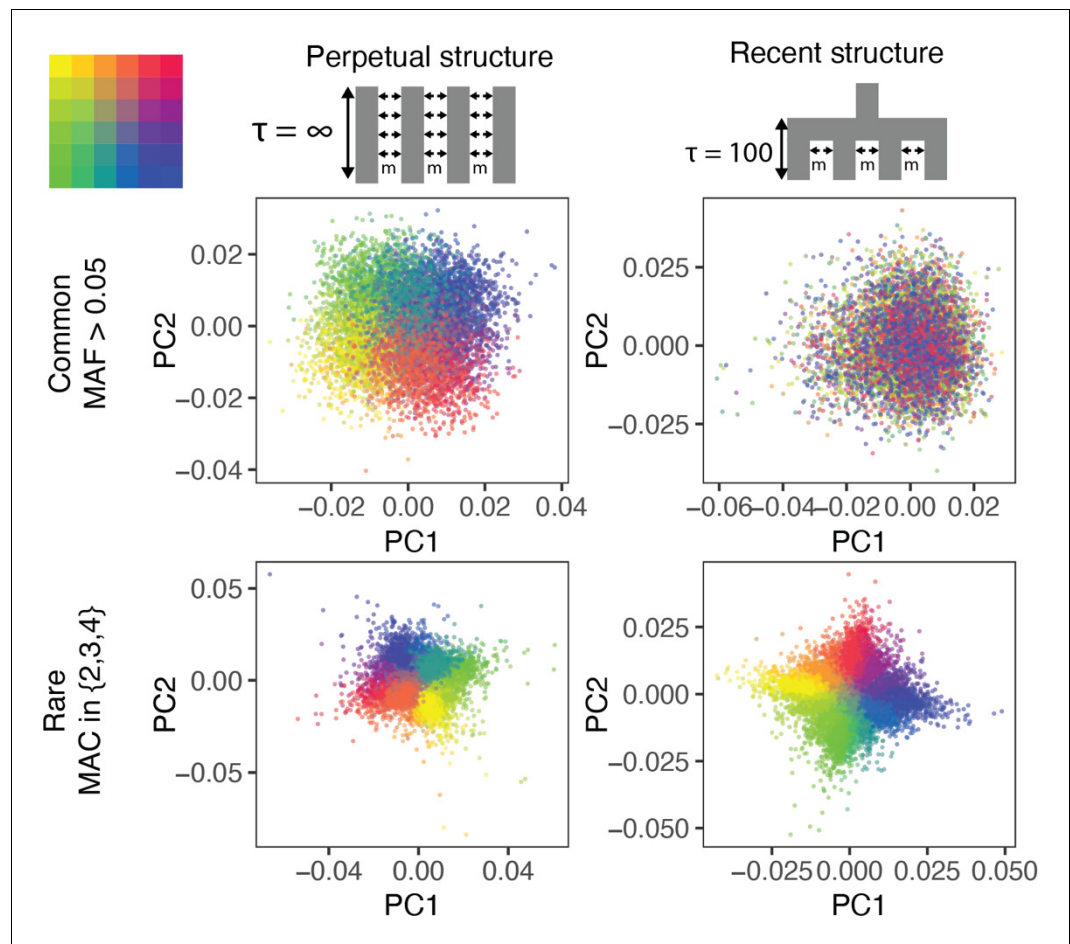 Perpetual structure
Recent structure
τ = ∞
m m m
τ = 100
m m m
Common
MAF > 0.05
PC2
0.02
0.00
−0.02
−0.04
−0.02 0.00 0.02 0.04
PC1
PC2
0.025
0.000
−0.025
−0.06 −0.04 −0.02 0.00 0.02
PC1
Rare
MAC in {2,3,4}
PC2
0.05
0.00
−0.05
−0.04 0.00 0.04
PC1
PC2
0.025
0.000
−0.025
−0.050
−0.025 0.000 0.025 0.050
PC1